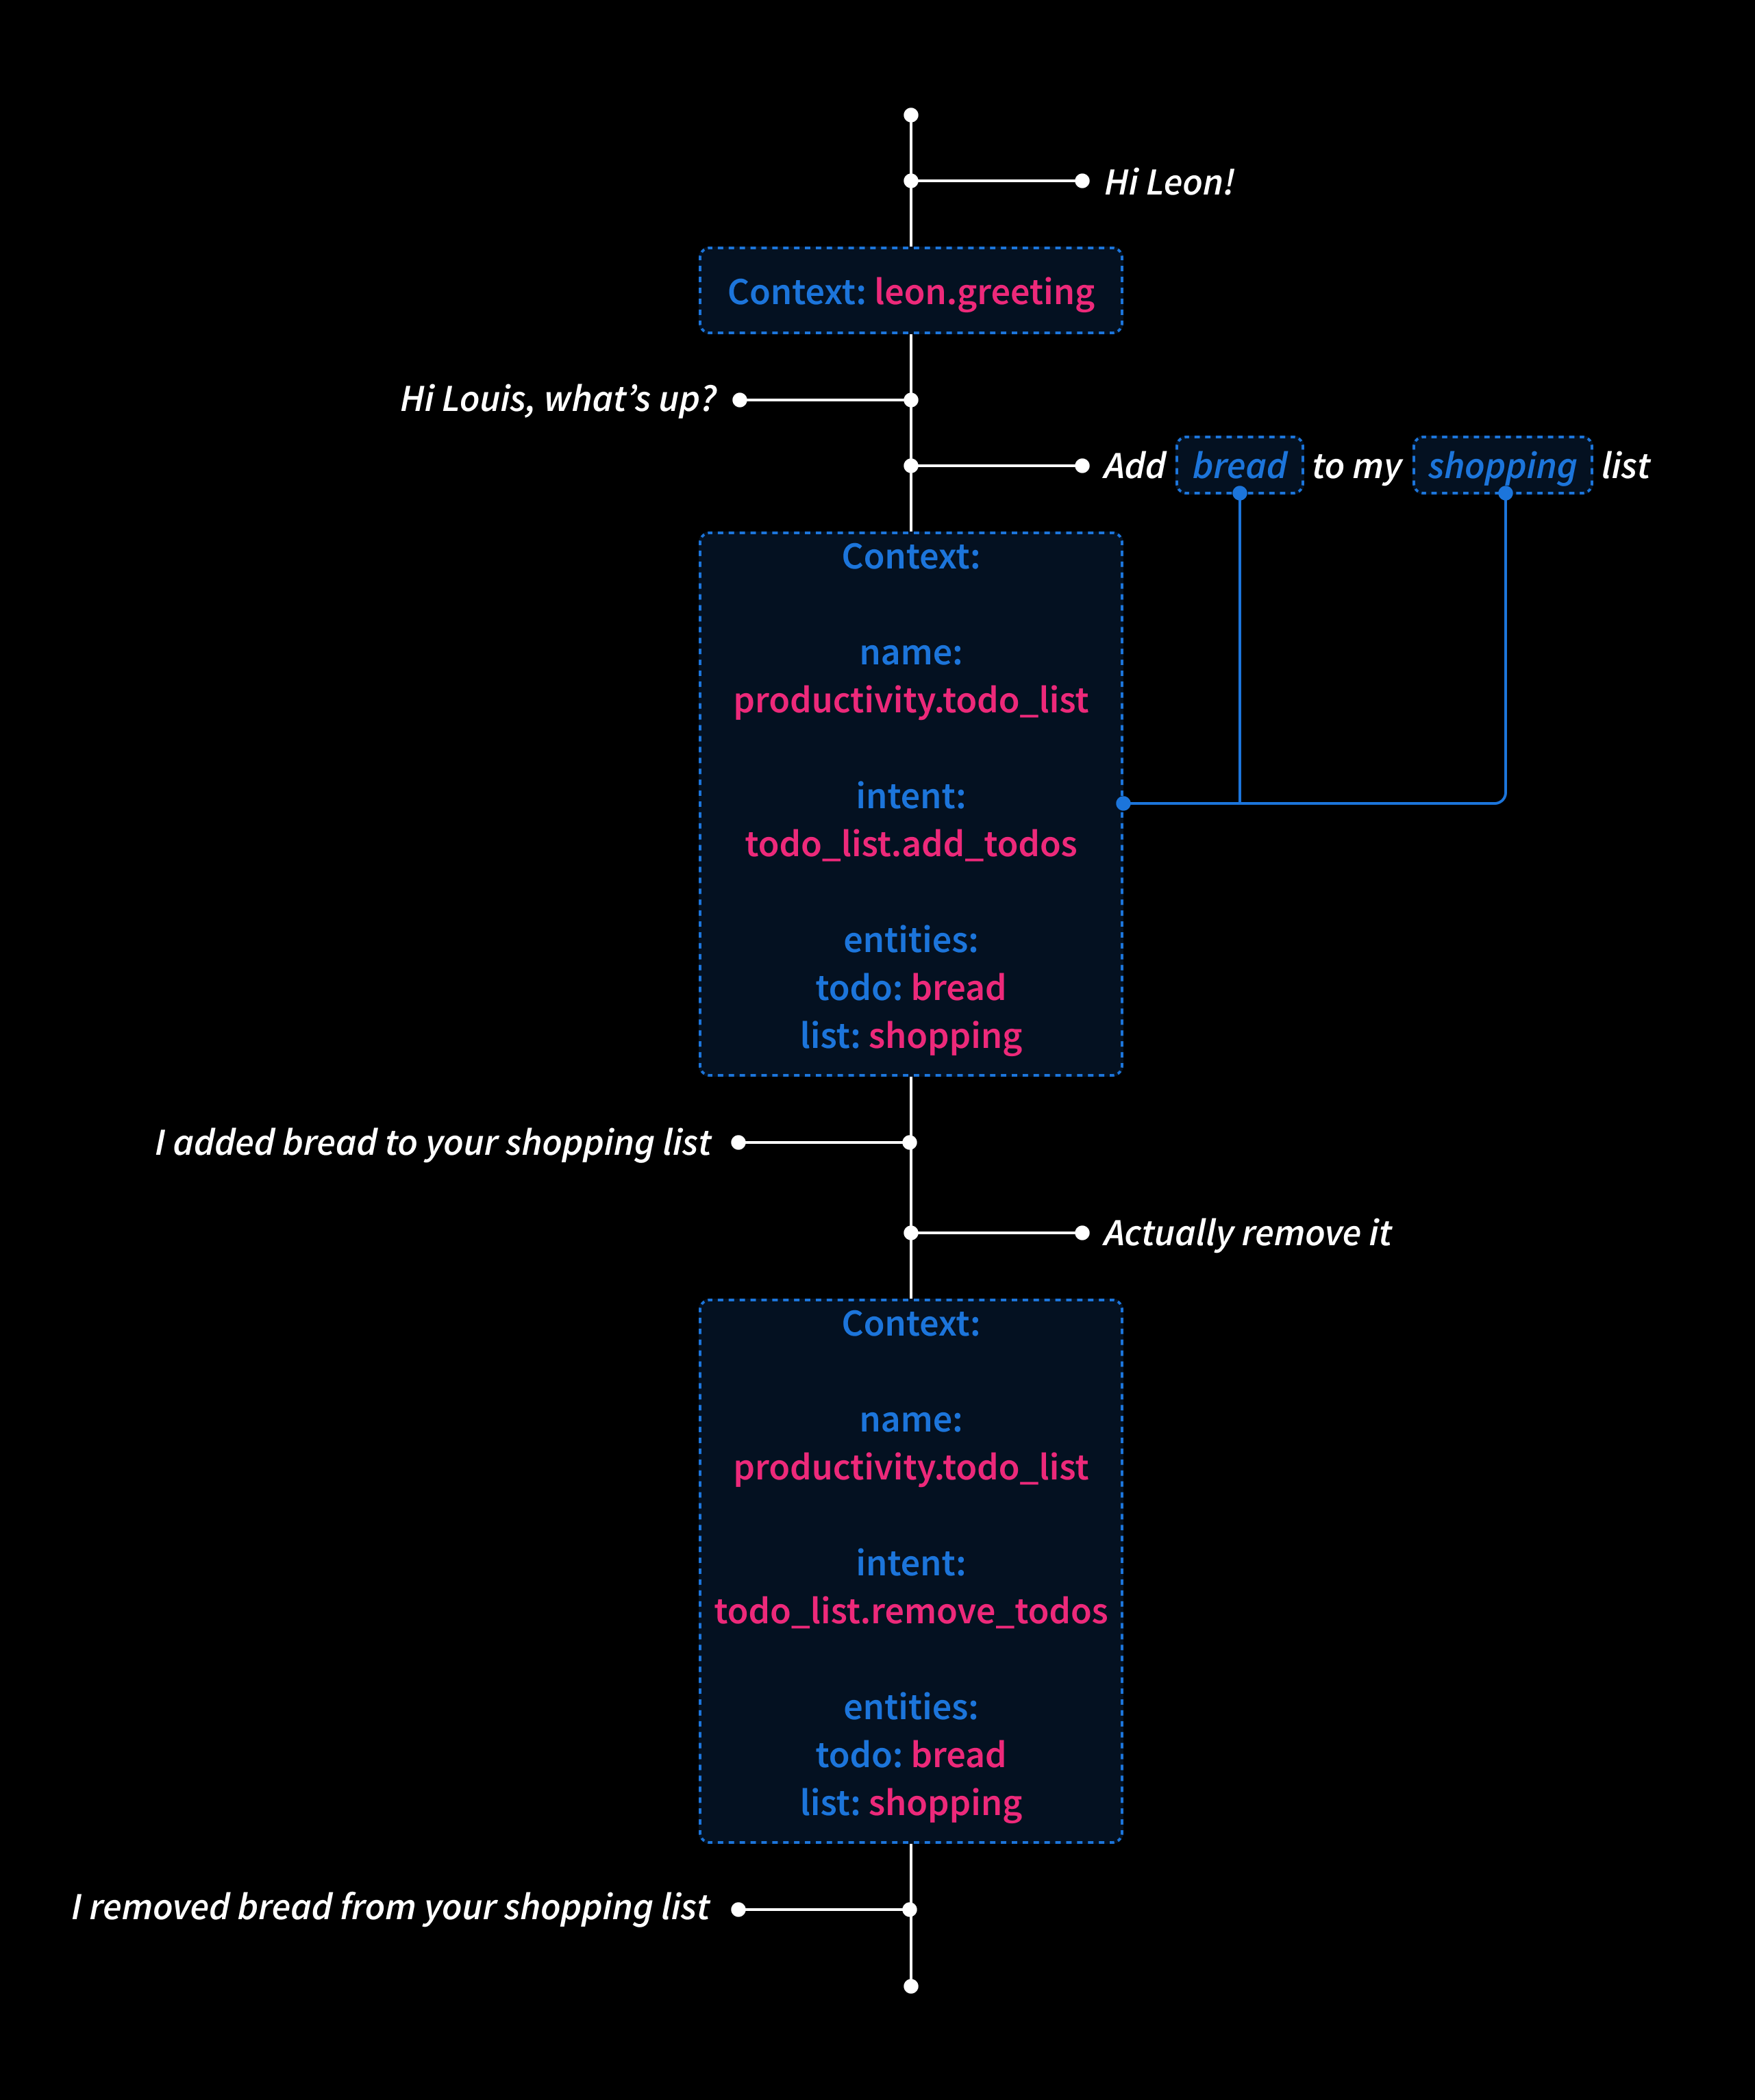 Hi Leon!
Context: leon.greeting
Hi Louis, what’s up?
Add bread to my shopping list
Context:
name:
productivity.todo_list
intent:
todo_list.add_todos
entities:
todo: bread
list: shopping
I added bread to your shopping list
Actually remove it
Context:
name:
productivity.todo_list
intent:
todo_list.remove_todos
entities:
todo: bread
list: shopping
I removed bread from your shopping list